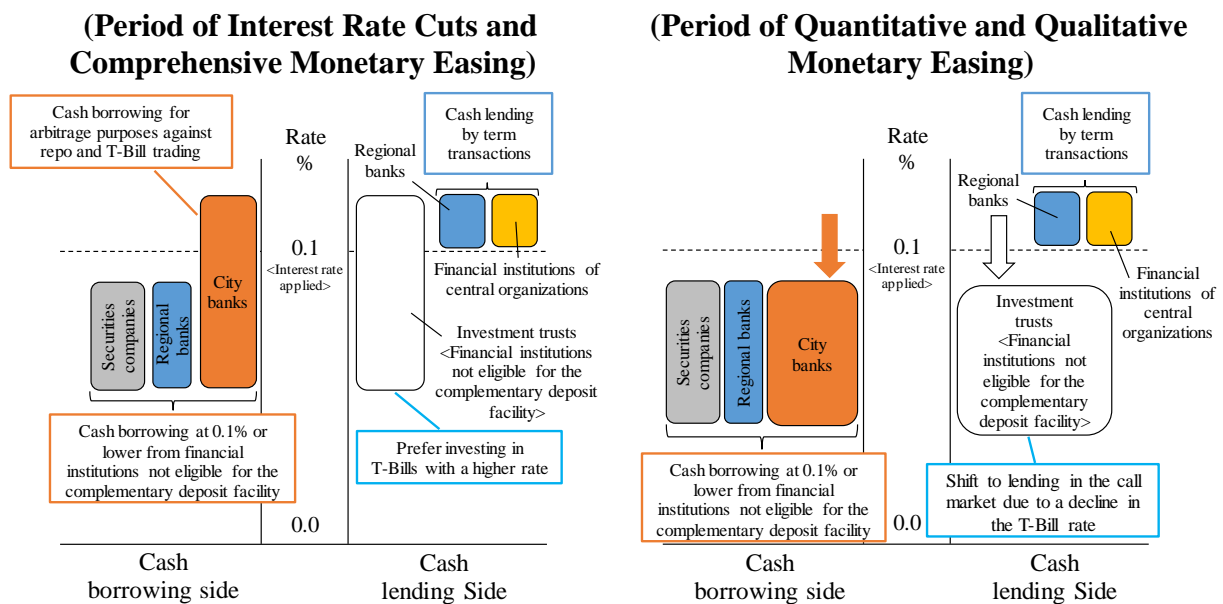 (Period of Interest Rate Cuts and
Comprehensive Monetary Easing)
Cash borrowing for
arbitrage purposes against
repo and T-Bill trading
Rate
%
Regional
banks
Cash lending
by term
transactions
0.1
<Interest rate
applied>
Financial institutions of
central organizations
Securities
companies
Regional
banks
City
banks
Investment trusts
<Financial institutions
not eligible for the
complementary deposit
facility>
Cash borrowing at 0.1% or
lower from financial
institutions not eligible for the
complementary deposit facility
Prefer investing in
T-Bills with a higher rate
0.0
Cash
borrowing side
Cash
lending Side
(Period of Quantitative and Qualitative
Monetary Easing)
Rate
%
Cash lending
by term
transactions
Regional
banks
0.1
<Interest rate
applied>
Financial
institutions of
central
organizations
Securities
companies
Regional banks
City
banks
Investment
trusts
<Financial
institutions not
eligible for the
complementary
deposit facility>
Cash borrowing at 0.1% or
lower from financial
institutions not eligible for the
complementary deposit facility
Shift to lending in the call
market due to a decline in
the T-Bill rate
0.0
Cash
borrowing side
Cash
lending Side